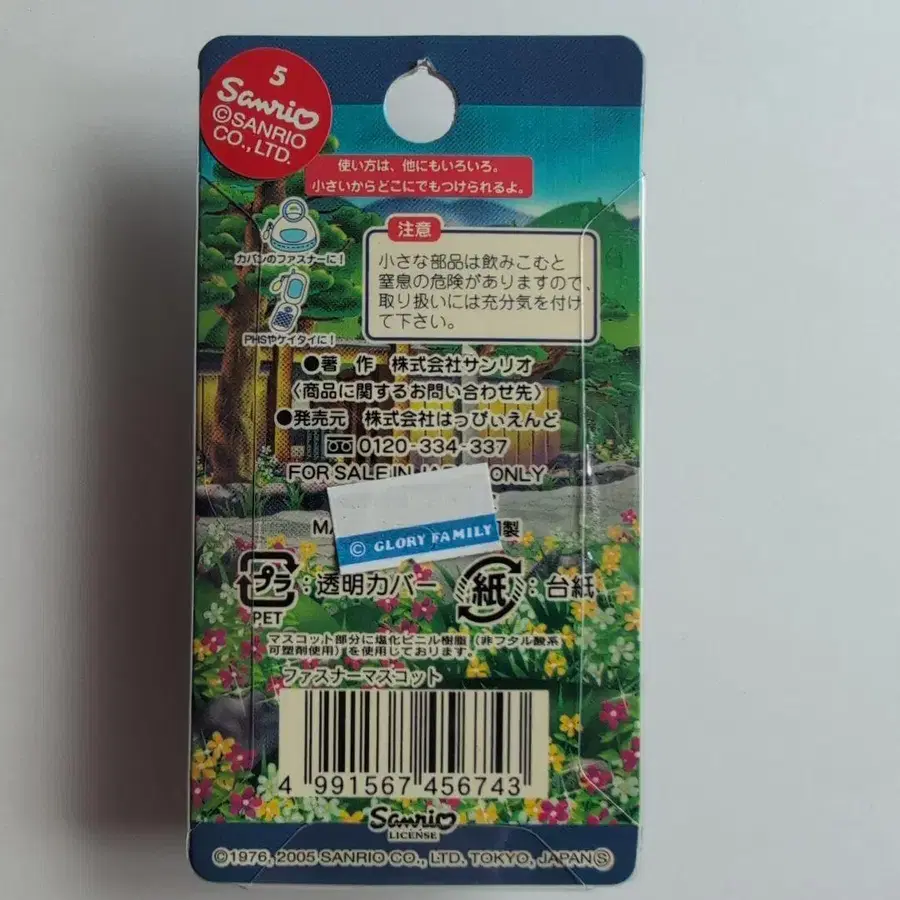 5
Sanrio
©SANRIO
CO., LTD.
使い方は、他にもいろいろ。
小さいからどこにでもつけられるよ。
カバンのファスナーに!
PHSやケイタイに!
注意
小さな部品は飲みこむと
窒息の危険がありますので、
取り扱いには充分気を付け
て下さい。
●著 作 株式会社サンリオ
〈商品に関するお問い合わせ先〉
●発売元 株式会社はっぴぃえんど
0120-334-337
FOR SALE IN ONLY
製
© GLORY FAMILY
プラ:透明カバー
PET
紙:台紙
マスコット部分に塩化ビニル樹脂(非フタル酸系
可塑剤使用)を使用しております。
ファスナーマスコット
4 991567 456743
Sanrio
LICENSE
©1976, 2005 SANRIO CO., LTD. TOKYO, JAPANⓈ